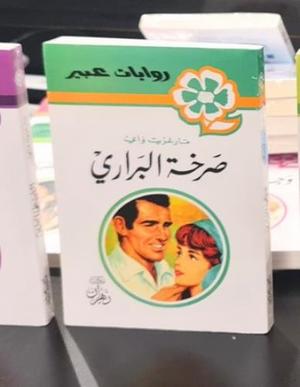 روايات عبير
مارغريت واي
صرخة البراري